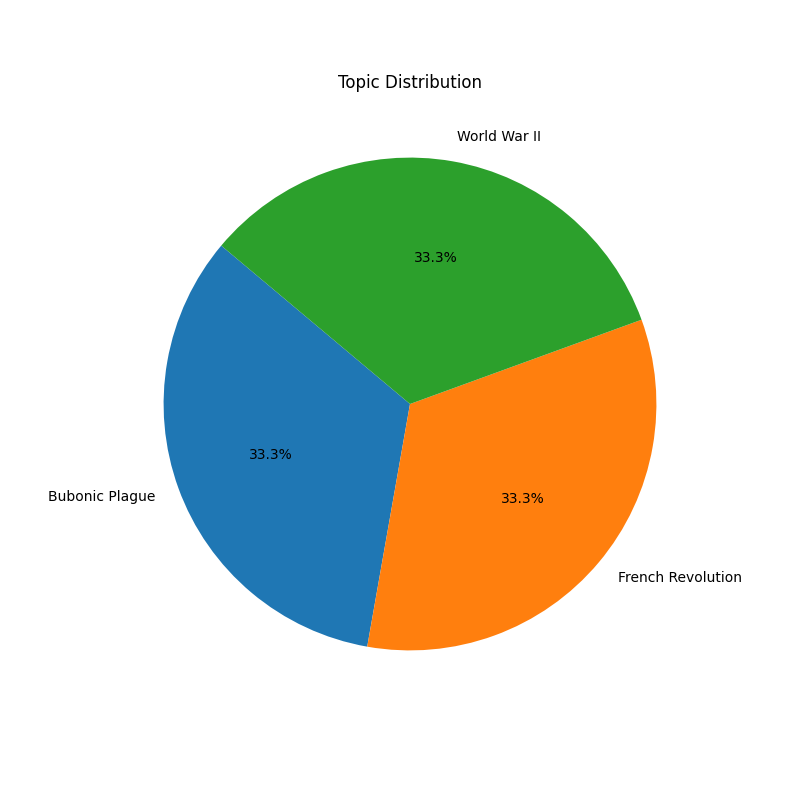 Topic Distribution
World War II
33.3%
33.3%
Bubonic Plague
33.3%
French Revolution